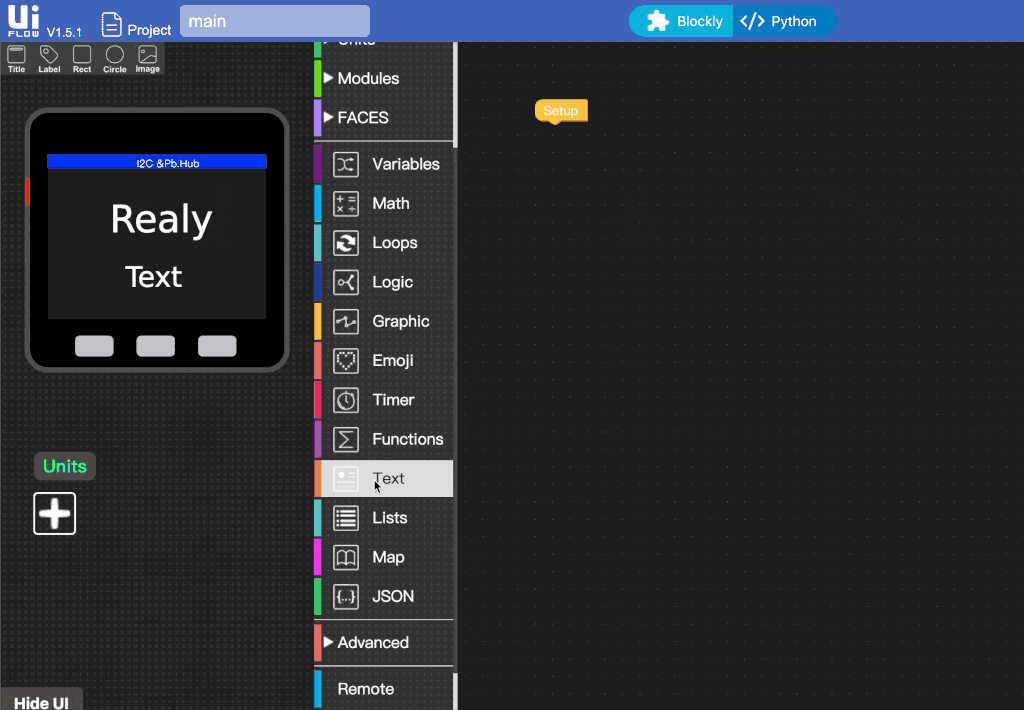 Ui
FLOW V1.5.1
Project
main
Blockly
</> Python
Title
Label
Rect
Circle
Image
I2C &Pb.Hub
Realy
Text
Units
Hide UI
Units
Modules
FACES
Variables
Math
Loops
Logic
Graphic
Emoji
Timer
Functions
Text
Lists
Map
{...} JSON
Advanced
Remote
Setup